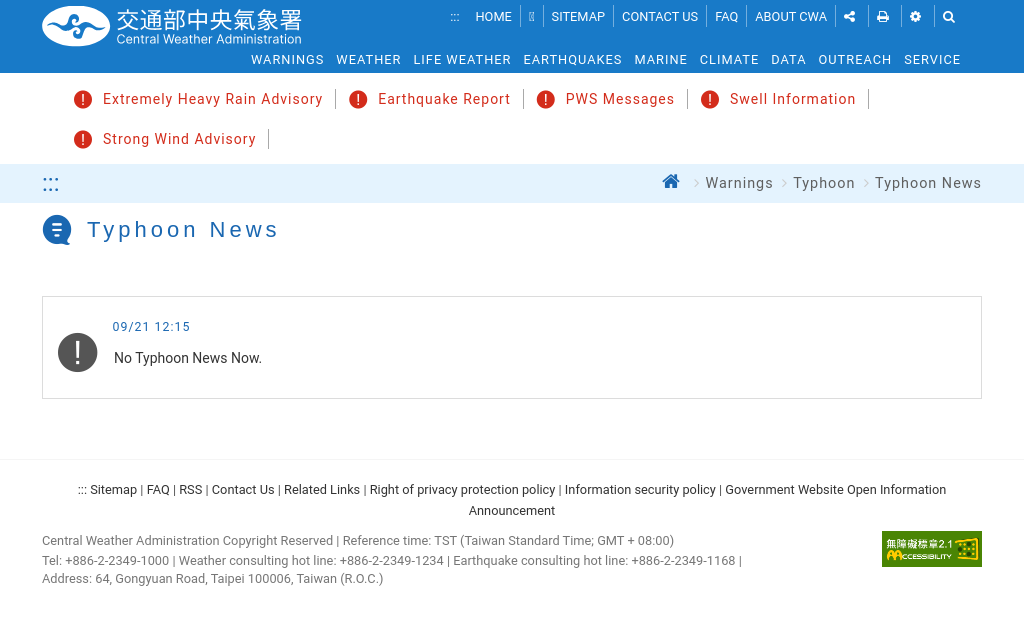 交通部中央氣象署
Central Weather Administration
::: HOME SITEMAP CONTACT US FAQ ABOUT CWA
WARNINGS WEATHER LIFE WEATHER EARTHQUAKES MARINE CLIMATE DATA OUTREACH SERVICE
Extremely Heavy Rain Advisory Earthquake Report PWS Messages Swell Information
Strong Wind Advisory
::: Warnings Typhoon Typhoon News
Typhoon News
09/21 12:15
No Typhoon News Now.
::: Sitemap | FAQ | RSS | Contact Us | Related Links | Right of privacy protection policy | Information security policy | Government Website Open Information
Announcement
Central Weather Administration Copyright Reserved | Reference time: TST (Taiwan Standard Time; GMT + 08:00)
Tel: +886-2-2349-1000 | Weather consulting hot line: +886-2-2349-1234 | Earthquake consulting hot line: +886-2-2349-1168 |
Address: 64, Gongyuan Road, Taipei 100006, Taiwan (R.O.C.)
無障礙標章2.1
AACCESSIBILITY